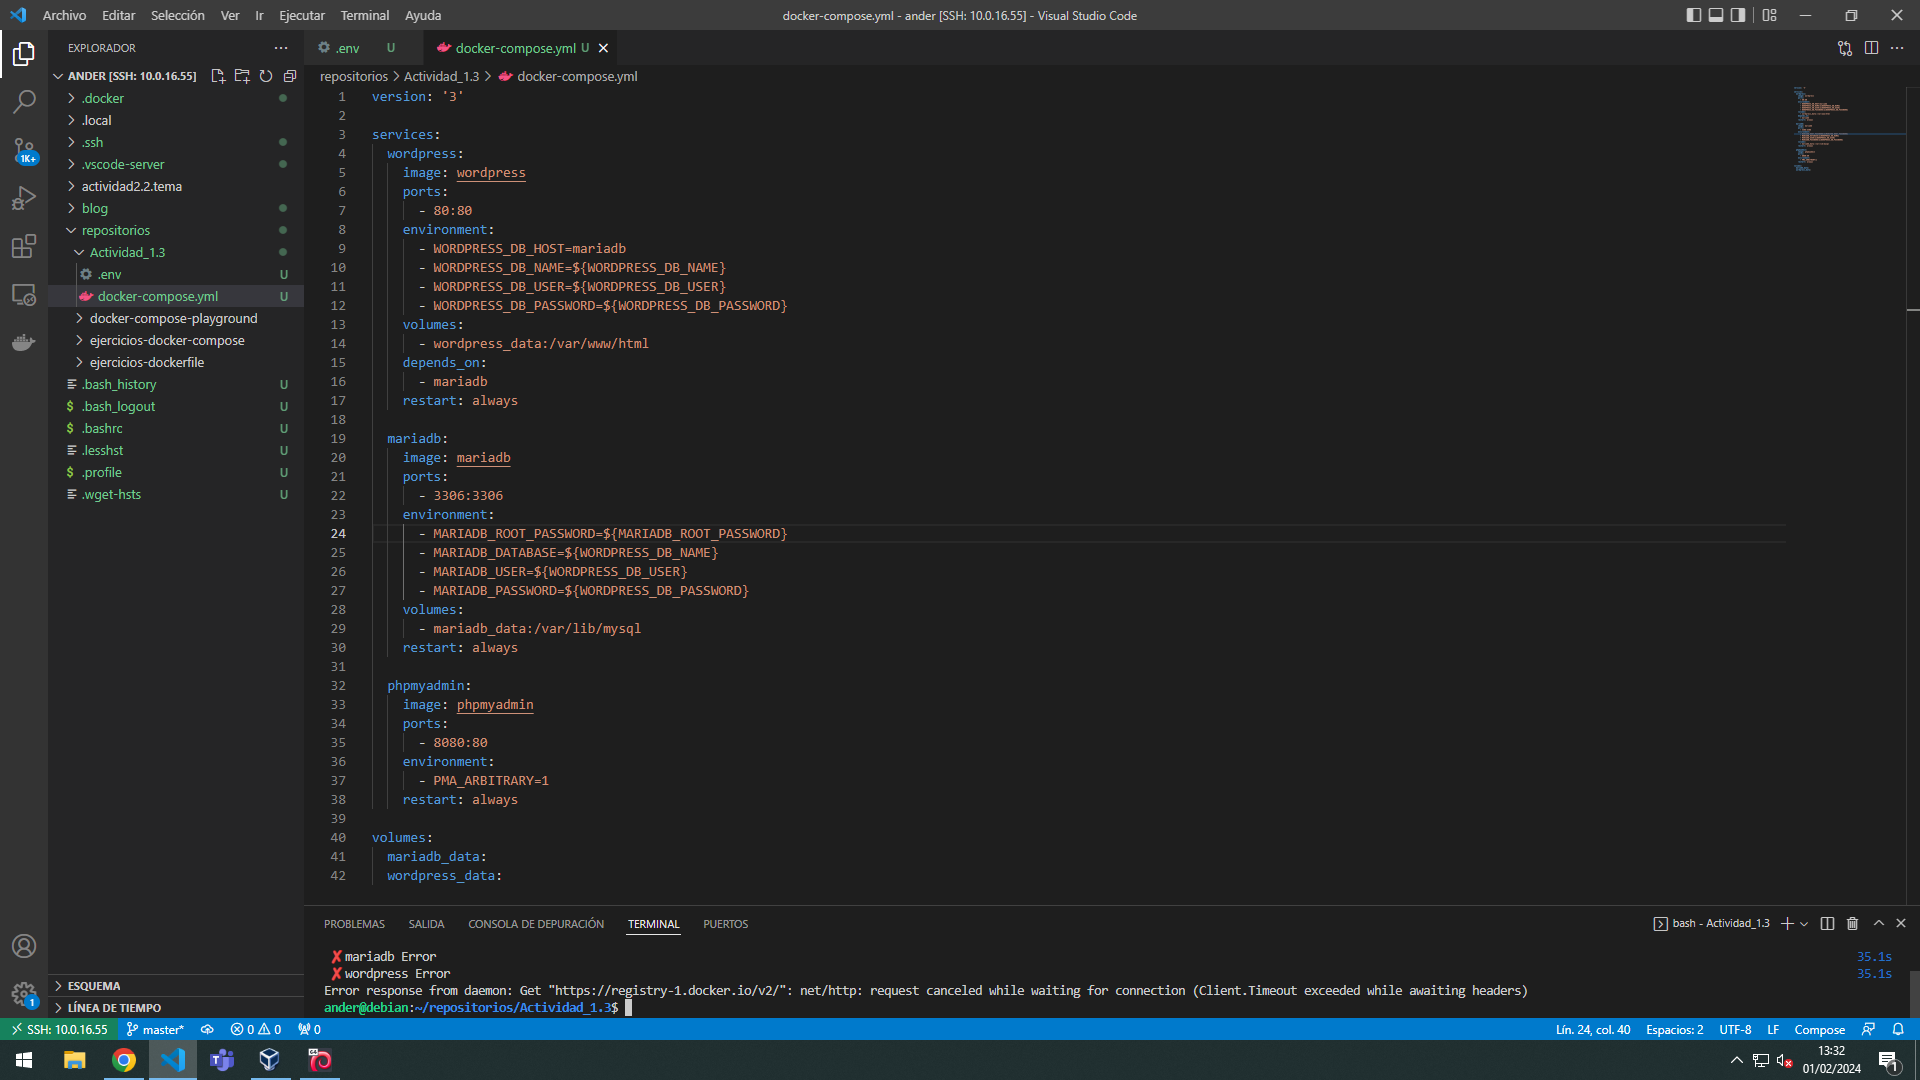 Archivo Editar Selección Ver Ir Ejecutar Terminal Ayuda
docker-compose.yml - ander [SSH: 10.0.16.55] - Visual Studio Code
EXPLORADOR
ANDER [SSH: 10.0.16.55]
.docker
.local
.ssh
.vscode-server
actividad2.2.tema
blog
repositorios
Actividad_1.3
.env U
docker-compose.yml U
docker-compose-playground
ejercicios-docker-compose
ejercicios-dockerfile
.bash_history U
.bash_logout U
.bashrc U
.lesshst U
.profile U
.wget-hsts U
ESQUEMA
LÍNEA DE TIEMPO
1K+
1
.env U
docker-compose.yml U
repositorios > Actividad_1.3 > docker-compose.yml
1 version: '3'
2
3 services:
4 wordpress:
5 image: wordpress
6 ports:
7 - 80:80
8 environment:
9 - WORDPRESS_DB_HOST=mariadb
10 - WORDPRESS_DB_NAME=${WORDPRESS_DB_NAME}
11 - WORDPRESS_DB_USER=${WORDPRESS_DB_USER}
12 - WORDPRESS_DB_PASSWORD=${WORDPRESS_DB_PASSWORD}
13 volumes:
14 - wordpress_data:/var/www/html
15 depends_on:
16 - mariadb
17 restart: always
18
19 mariadb:
20 image: mariadb
21 ports:
22 - 3306:3306
23 environment:
24 - MARIADB_ROOT_PASSWORD=${MARIADB_ROOT_PASSWORD}
25 - MARIADB_DATABASE=${WORDPRESS_DB_NAME}
26 - MARIADB_USER=${WORDPRESS_DB_USER}
27 - MARIADB_PASSWORD=${WORDPRESS_DB_PASSWORD}
28 volumes:
29 - mariadb_data:/var/lib/mysql
30 restart: always
31
32 phpmyadmin:
33 image: phpmyadmin
34 ports:
35 - 8080:80
36 environment:
37 - PMA_ARBITRARY=1
38 restart: always
39
40 volumes:
41 mariadb_data:
42 wordpress_data:
PROBLEMAS SALIDA CONSOLA DE DEPURACIÓN TERMINAL PUERTOS
bash - Actividad_1.3
✘ mariadb Error 35.1s
✘ wordpress Error 35.1s
Error response from daemon: Get "https://registry-1.docker.io/v2/": net/http: request canceled while waiting for connection (Client.Timeout exceeded while awaiting headers)
ander@debian:~/repositorios/Actividad_1.3$
SSH: 10.0.16.55 master* 0 0 0
Lín. 24, col. 40 Espacios: 2 UTF-8 LF Compose
13:32
01/02/2024
1